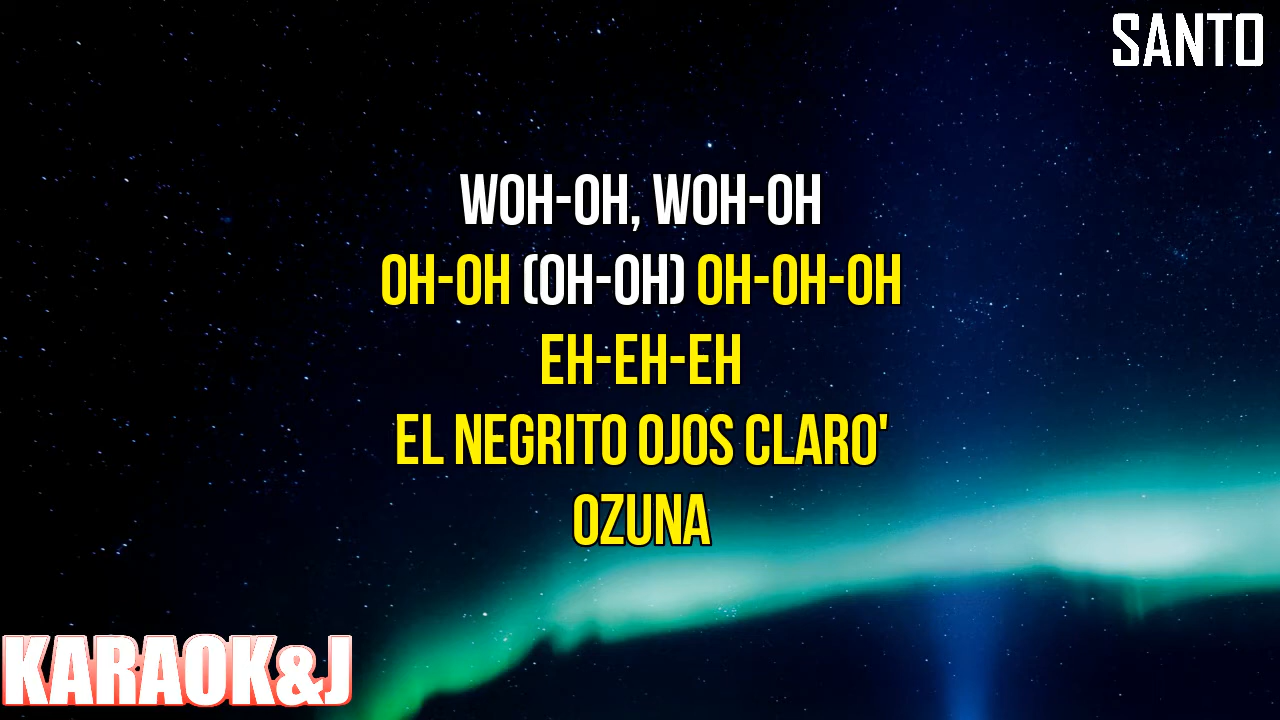 SANTO
WOH-OH, WOH-OH
OH-OH (OH-OH) OH-OH-OH
EH-EH-EH
EL NEGRITO OJOS CLARO'
OZUNA
KARAOK&J